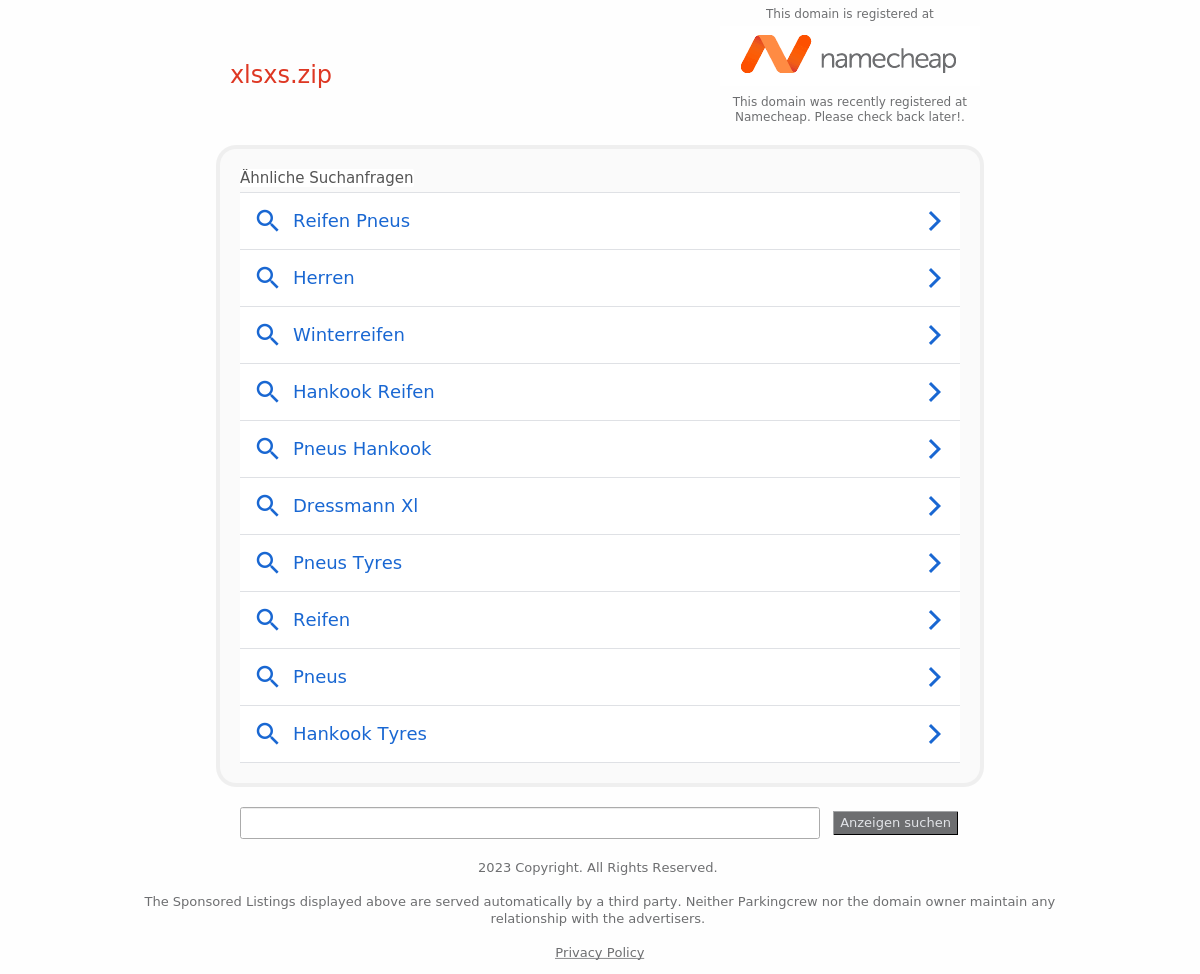 This domain is registered at
namecheap
xlsxs.zip
This domain was recently registered at
Namecheap. Please check back later!.
Ähnliche Suchanfragen
Reifen Pneus
Herren
Winterreifen
Hankook Reifen
Pneus Hankook
Dressmann Xl
Pneus Tyres
Reifen
Pneus
Hankook Tyres
Anzeigen suchen
2023 Copyright. All Rights Reserved.
The Sponsored Listings displayed above are served automatically by a third party. Neither Parkingcrew nor the domain owner maintain any
relationship with the advertisers.
Privacy Policy